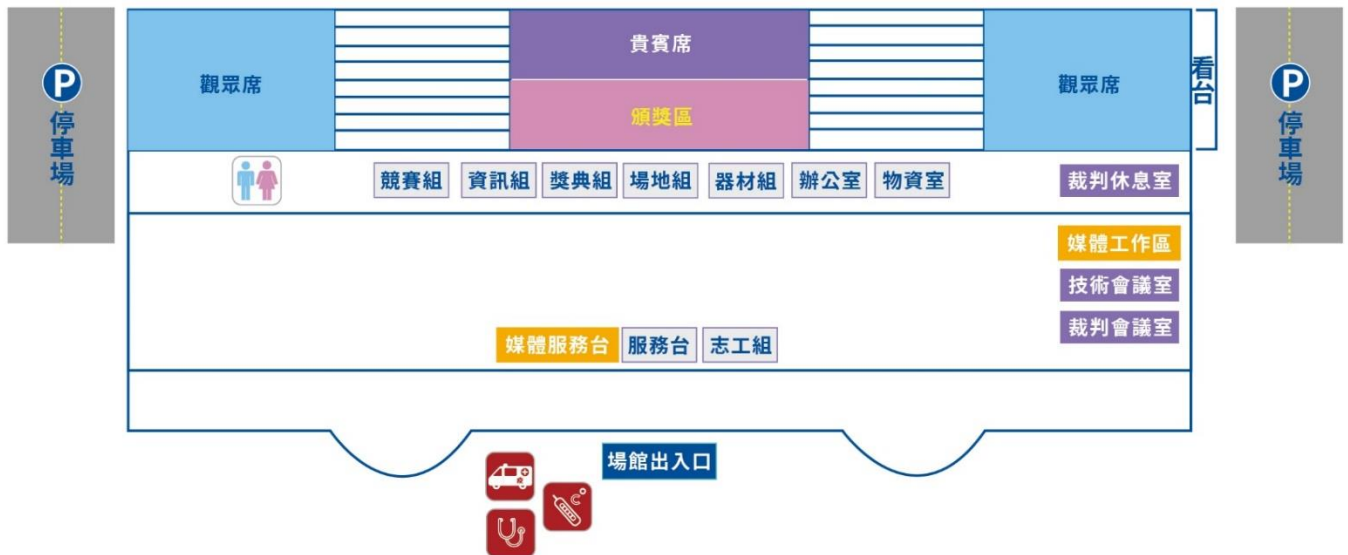 P
停車場
觀眾席
貴賓席
頒獎區
觀眾席
看台
P
停車場
競賽組
資訊組
獎典組
場地組
器材組
辦公室
物資室
裁判休息室
媒體工作區
技術會議室
裁判會議室
媒體服務台
服務台
志工組
場館出入口
C°